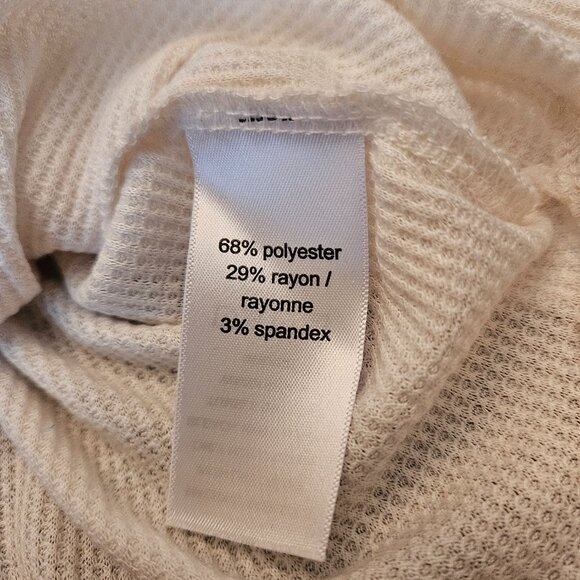 68% polyester
29% rayon /
rayonne
3% spandex